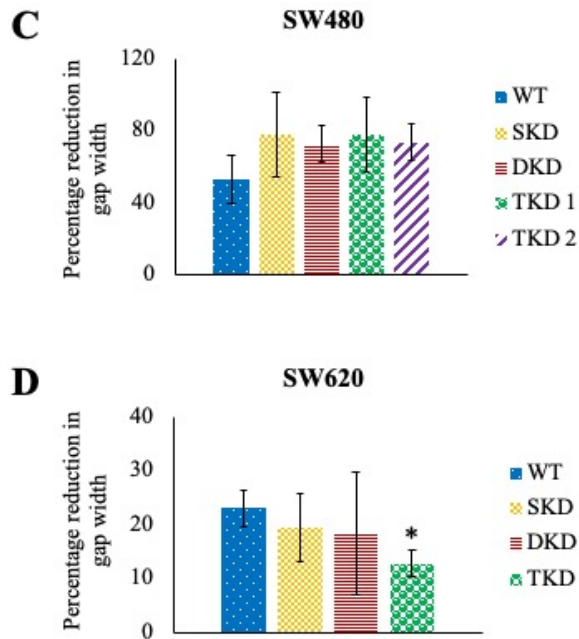 C
SW480
Percentage reduction in
gap width
120
80
40
0
WT
SKD
DKD
TKD 1
TKD 2
D
SW620
Percentage reduction in
gap width
40
30
20
10
0
*
WT
SKD
DKD
TKD